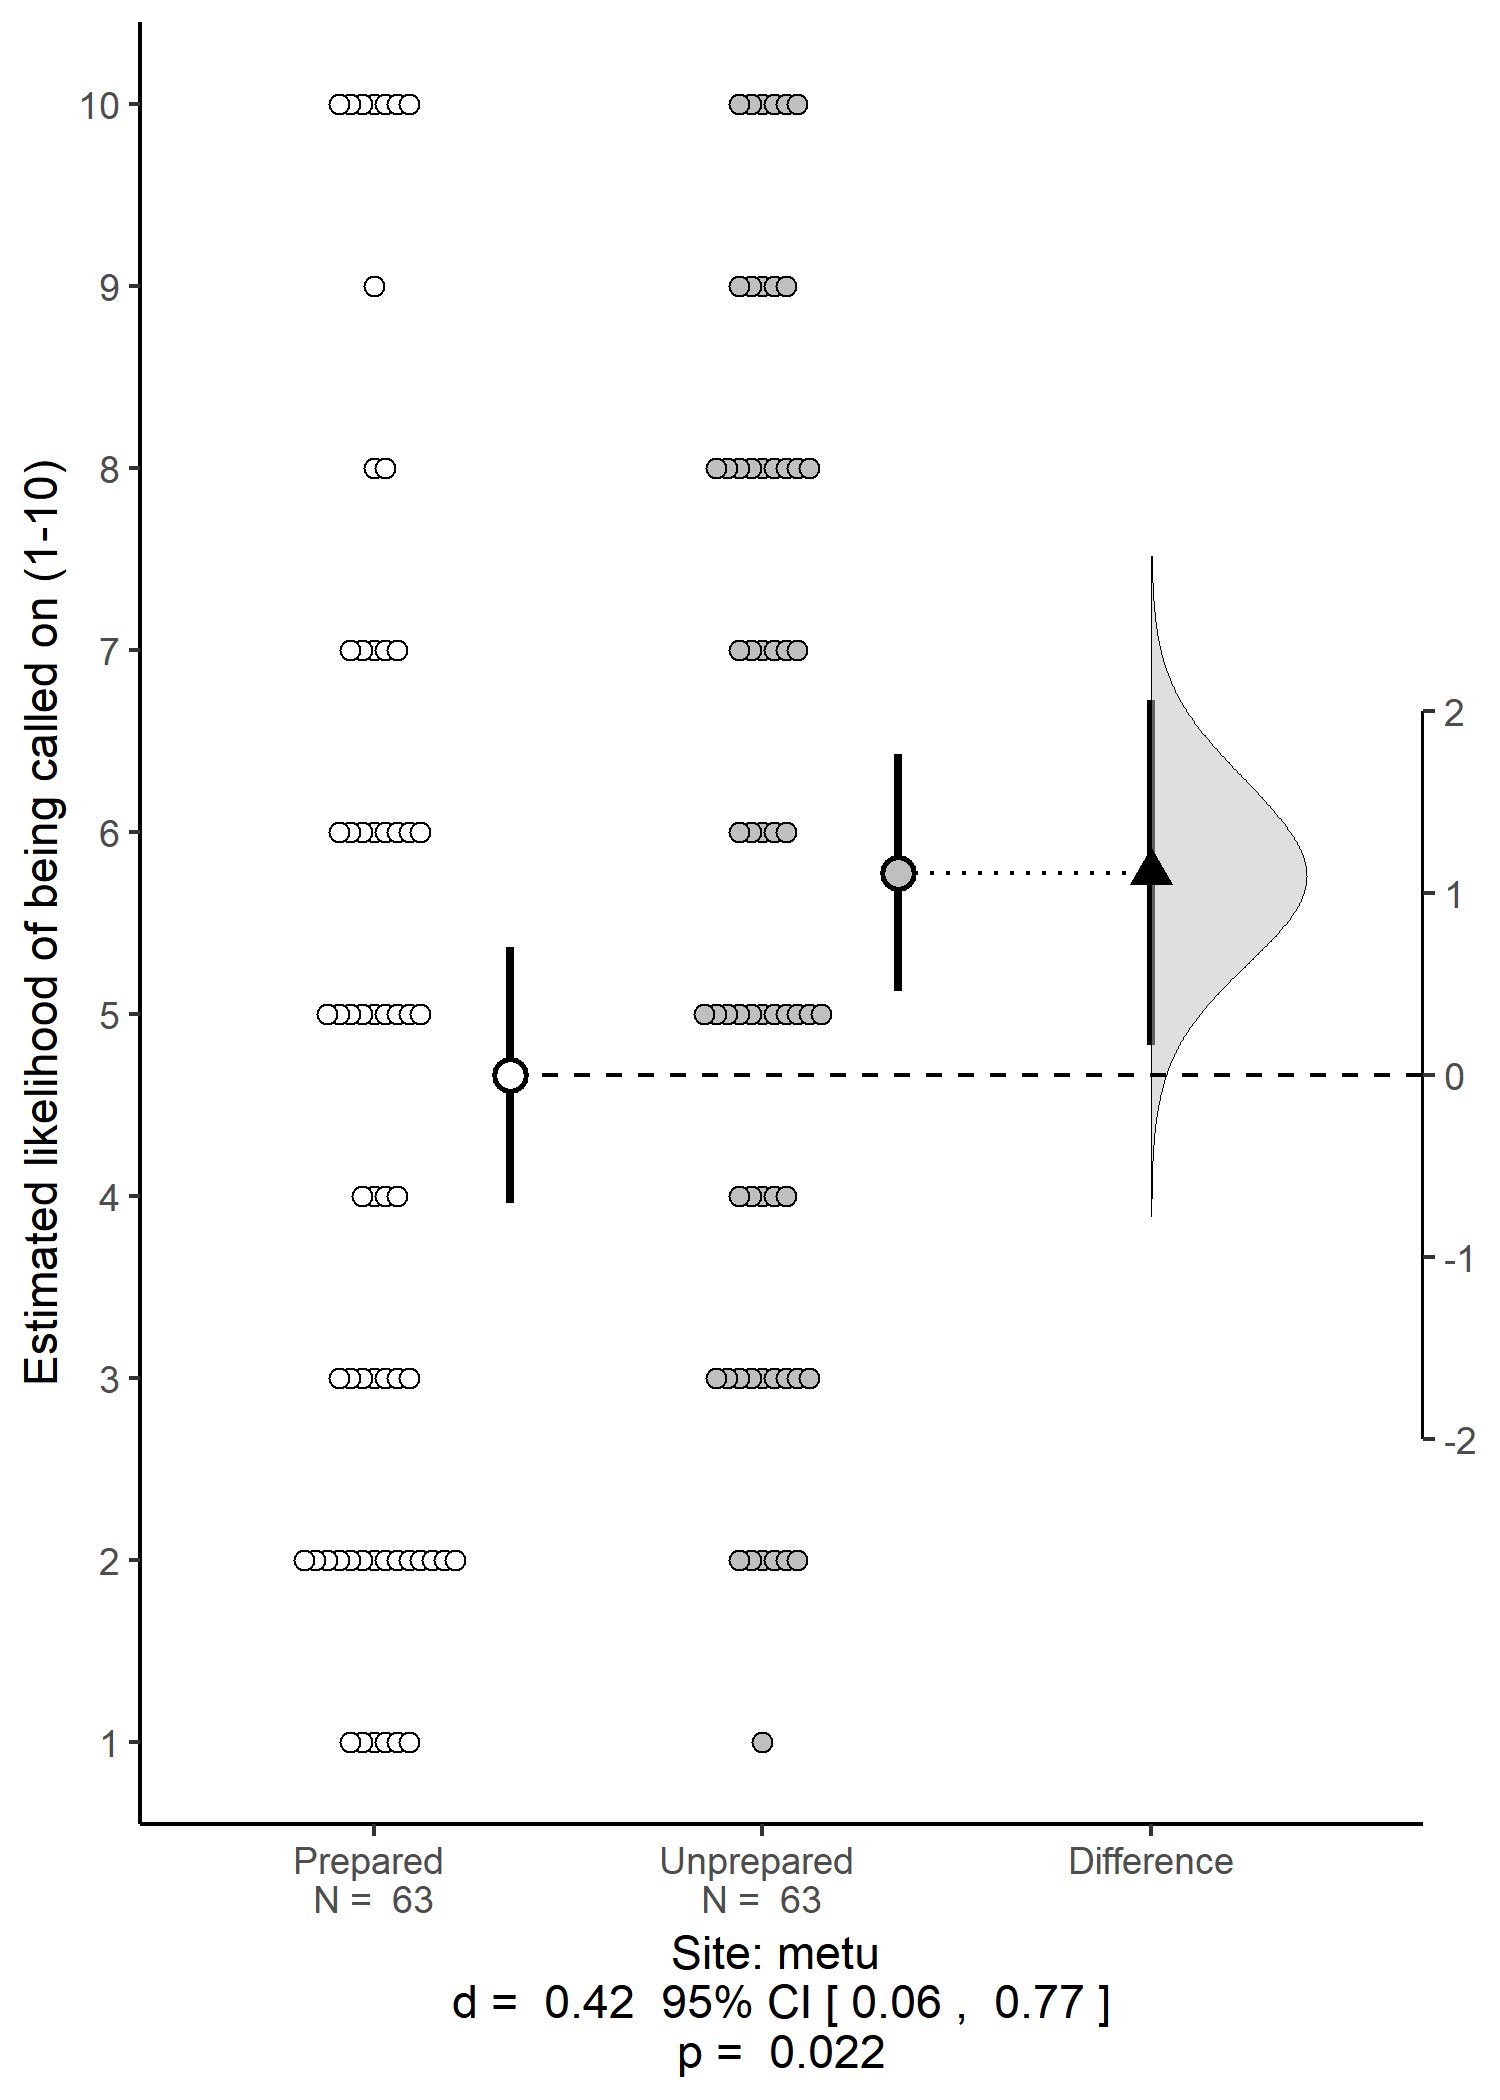 Estimated likelihood of being called on (1-10)
10
9
8
7
6
5
4
3
2
1
2
1
0
-1
-2
Prepared
N =  63
Unprepared
N =  63
Difference
Site: metu
d =  0.42  95% CI [ 0.06 ,  0.77 ]
p =  0.022